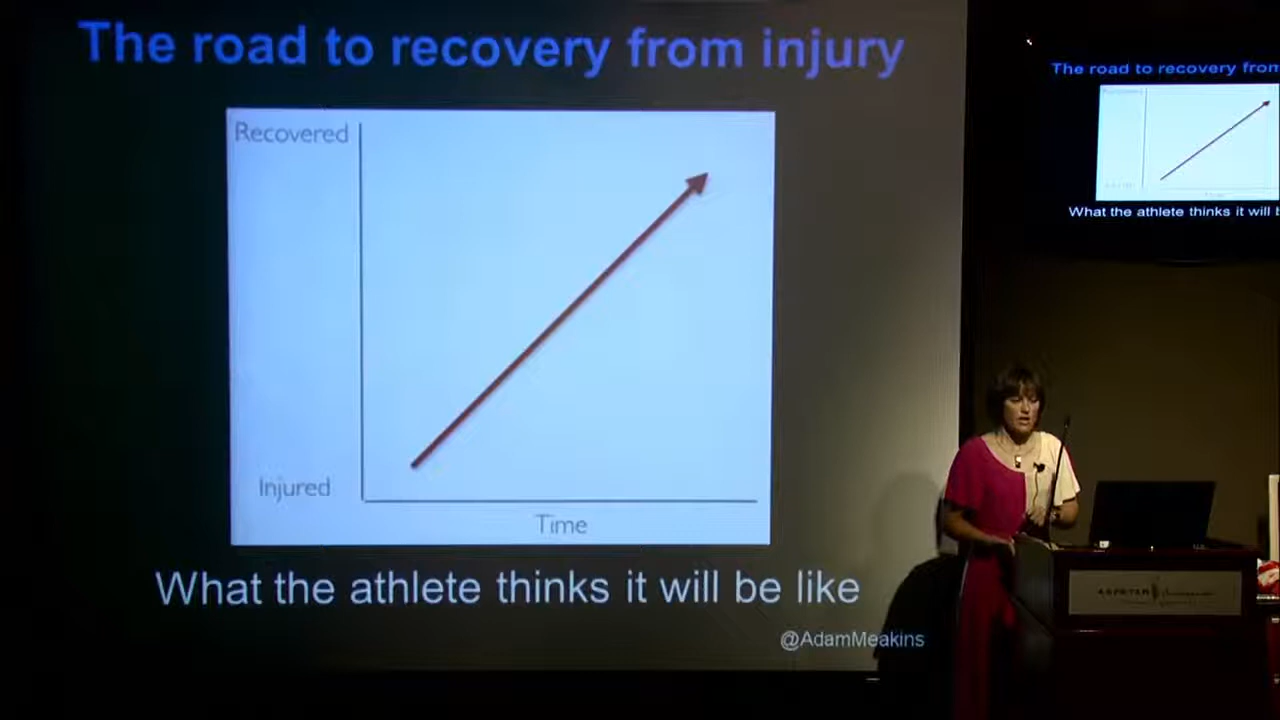 The road to recovery from injury
Recovered
Injured
Time
What the athlete thinks it will be like
@AdamMeakins
The road to recovery from
What the athlete thinks it will b
ASPETAR